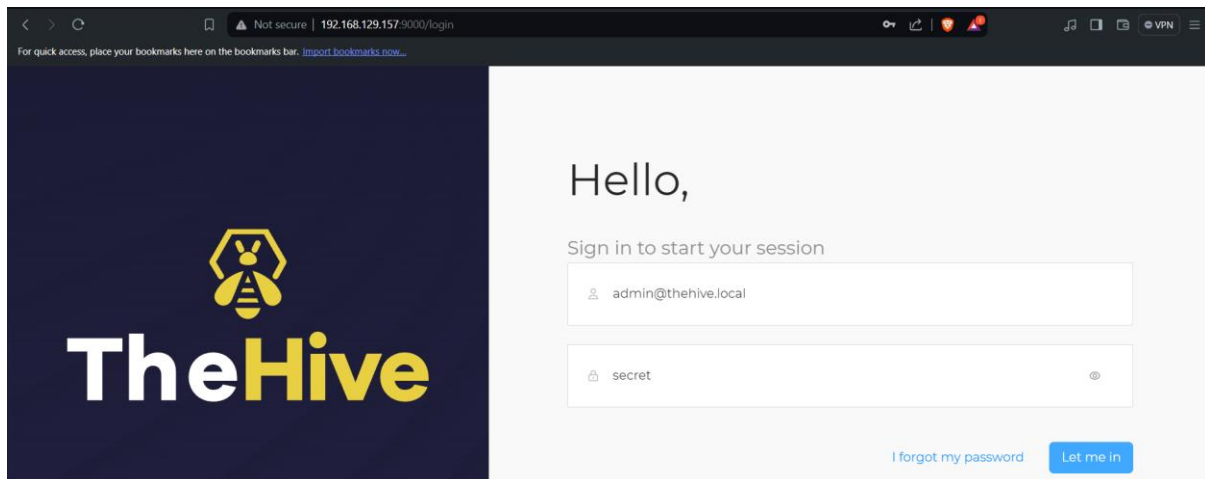 Not secure | 192.168.129.157:9000/login
VPN
For quick access, place your bookmarks here on the bookmarks bar. Import bookmarks now...
Hello,
Sign in to start your session
admin@thehive.local
TheHive
secret
I forgot my password
Let me in